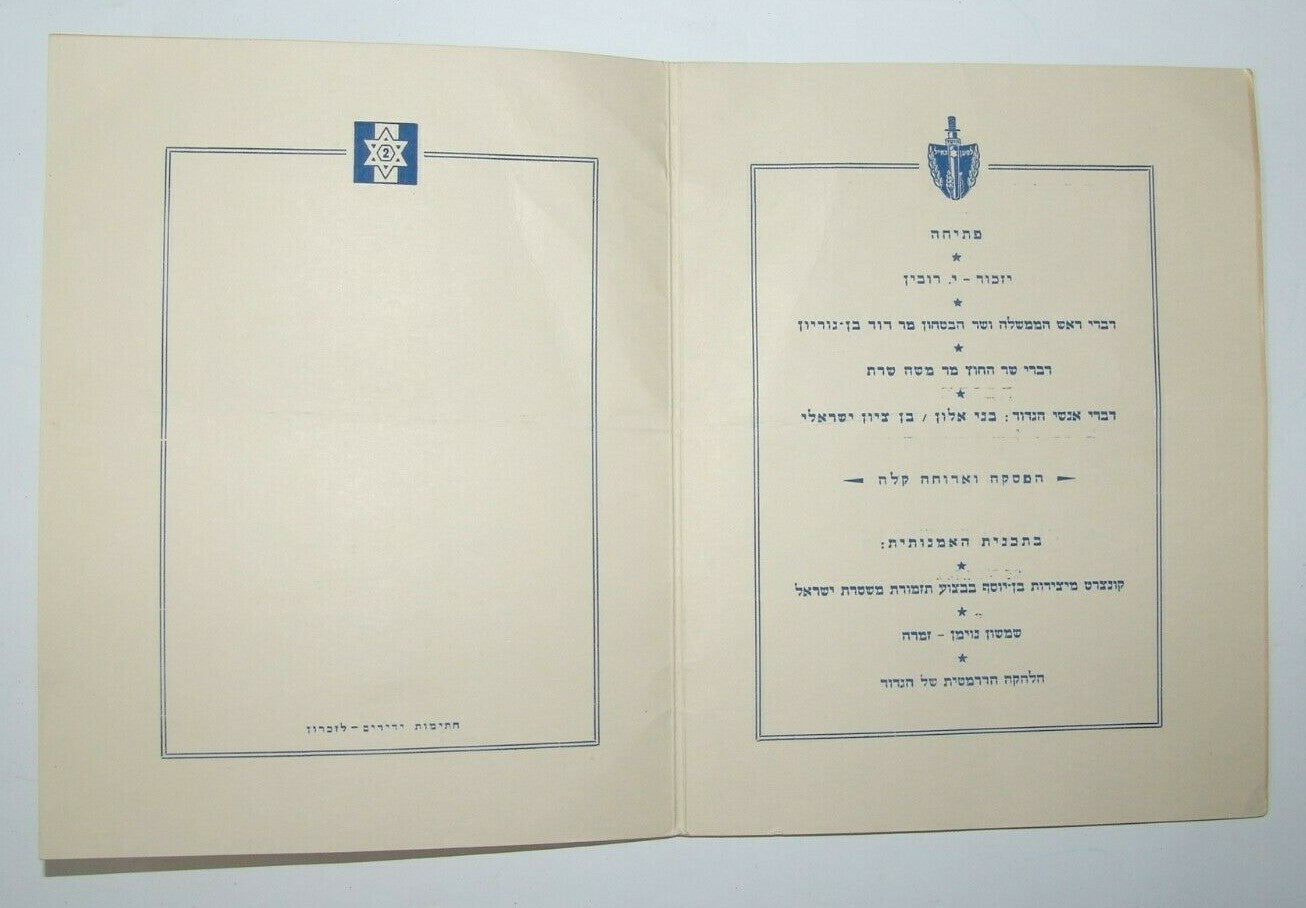 פתיחה
יזכור - י. רובין
דברי ראש הממשלה ושר הבטחון מר דוד בן-גוריון
דברי שר החוץ מר משה שרת
דברי אנשי הגדוד: בני אלון / בן ציון ישראלי
הפסקה וארוחה קלה
בתכנית האמנותית:
קונצרט מיצירות בן-יוסף בבצוע תזמורת משטרת ישראל
שמשון נוימן - זמרה
הלהקה הדרמטית של הגדוד
2
חתימות ידידים - לזכרון